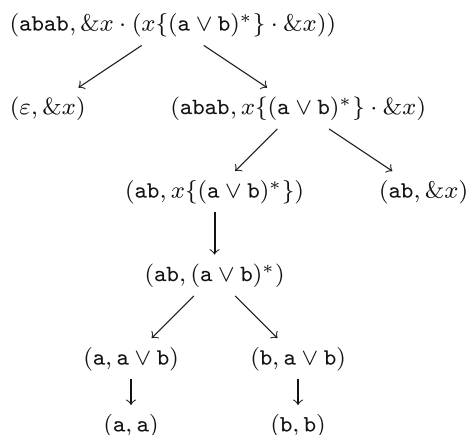 (abab, &x · (x{(a ∨ b)*} · &x))
(ε, &x) (abab, x{(a ∨ b)*} · &x)
(ab, x{(a ∨ b)*}) (ab, &x)
(ab, (a ∨ b)*)
(a, a ∨ b) (b, a ∨ b)
(a, a) (b, b)